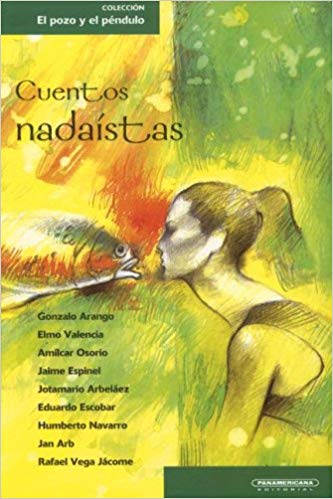 COLECCIÓN
El pozo y el péndulo
Cuentos
nadaístas
Gonzalo Arango
Elmo Valencia
Amílcar Osorio
Jaime Espinel
Jotamario Arbeláez
Eduardo Escobar
Humberto Navarro
Jan Arb
Rafael Vega Jácome
PANAMERICANA
EDITORIAL